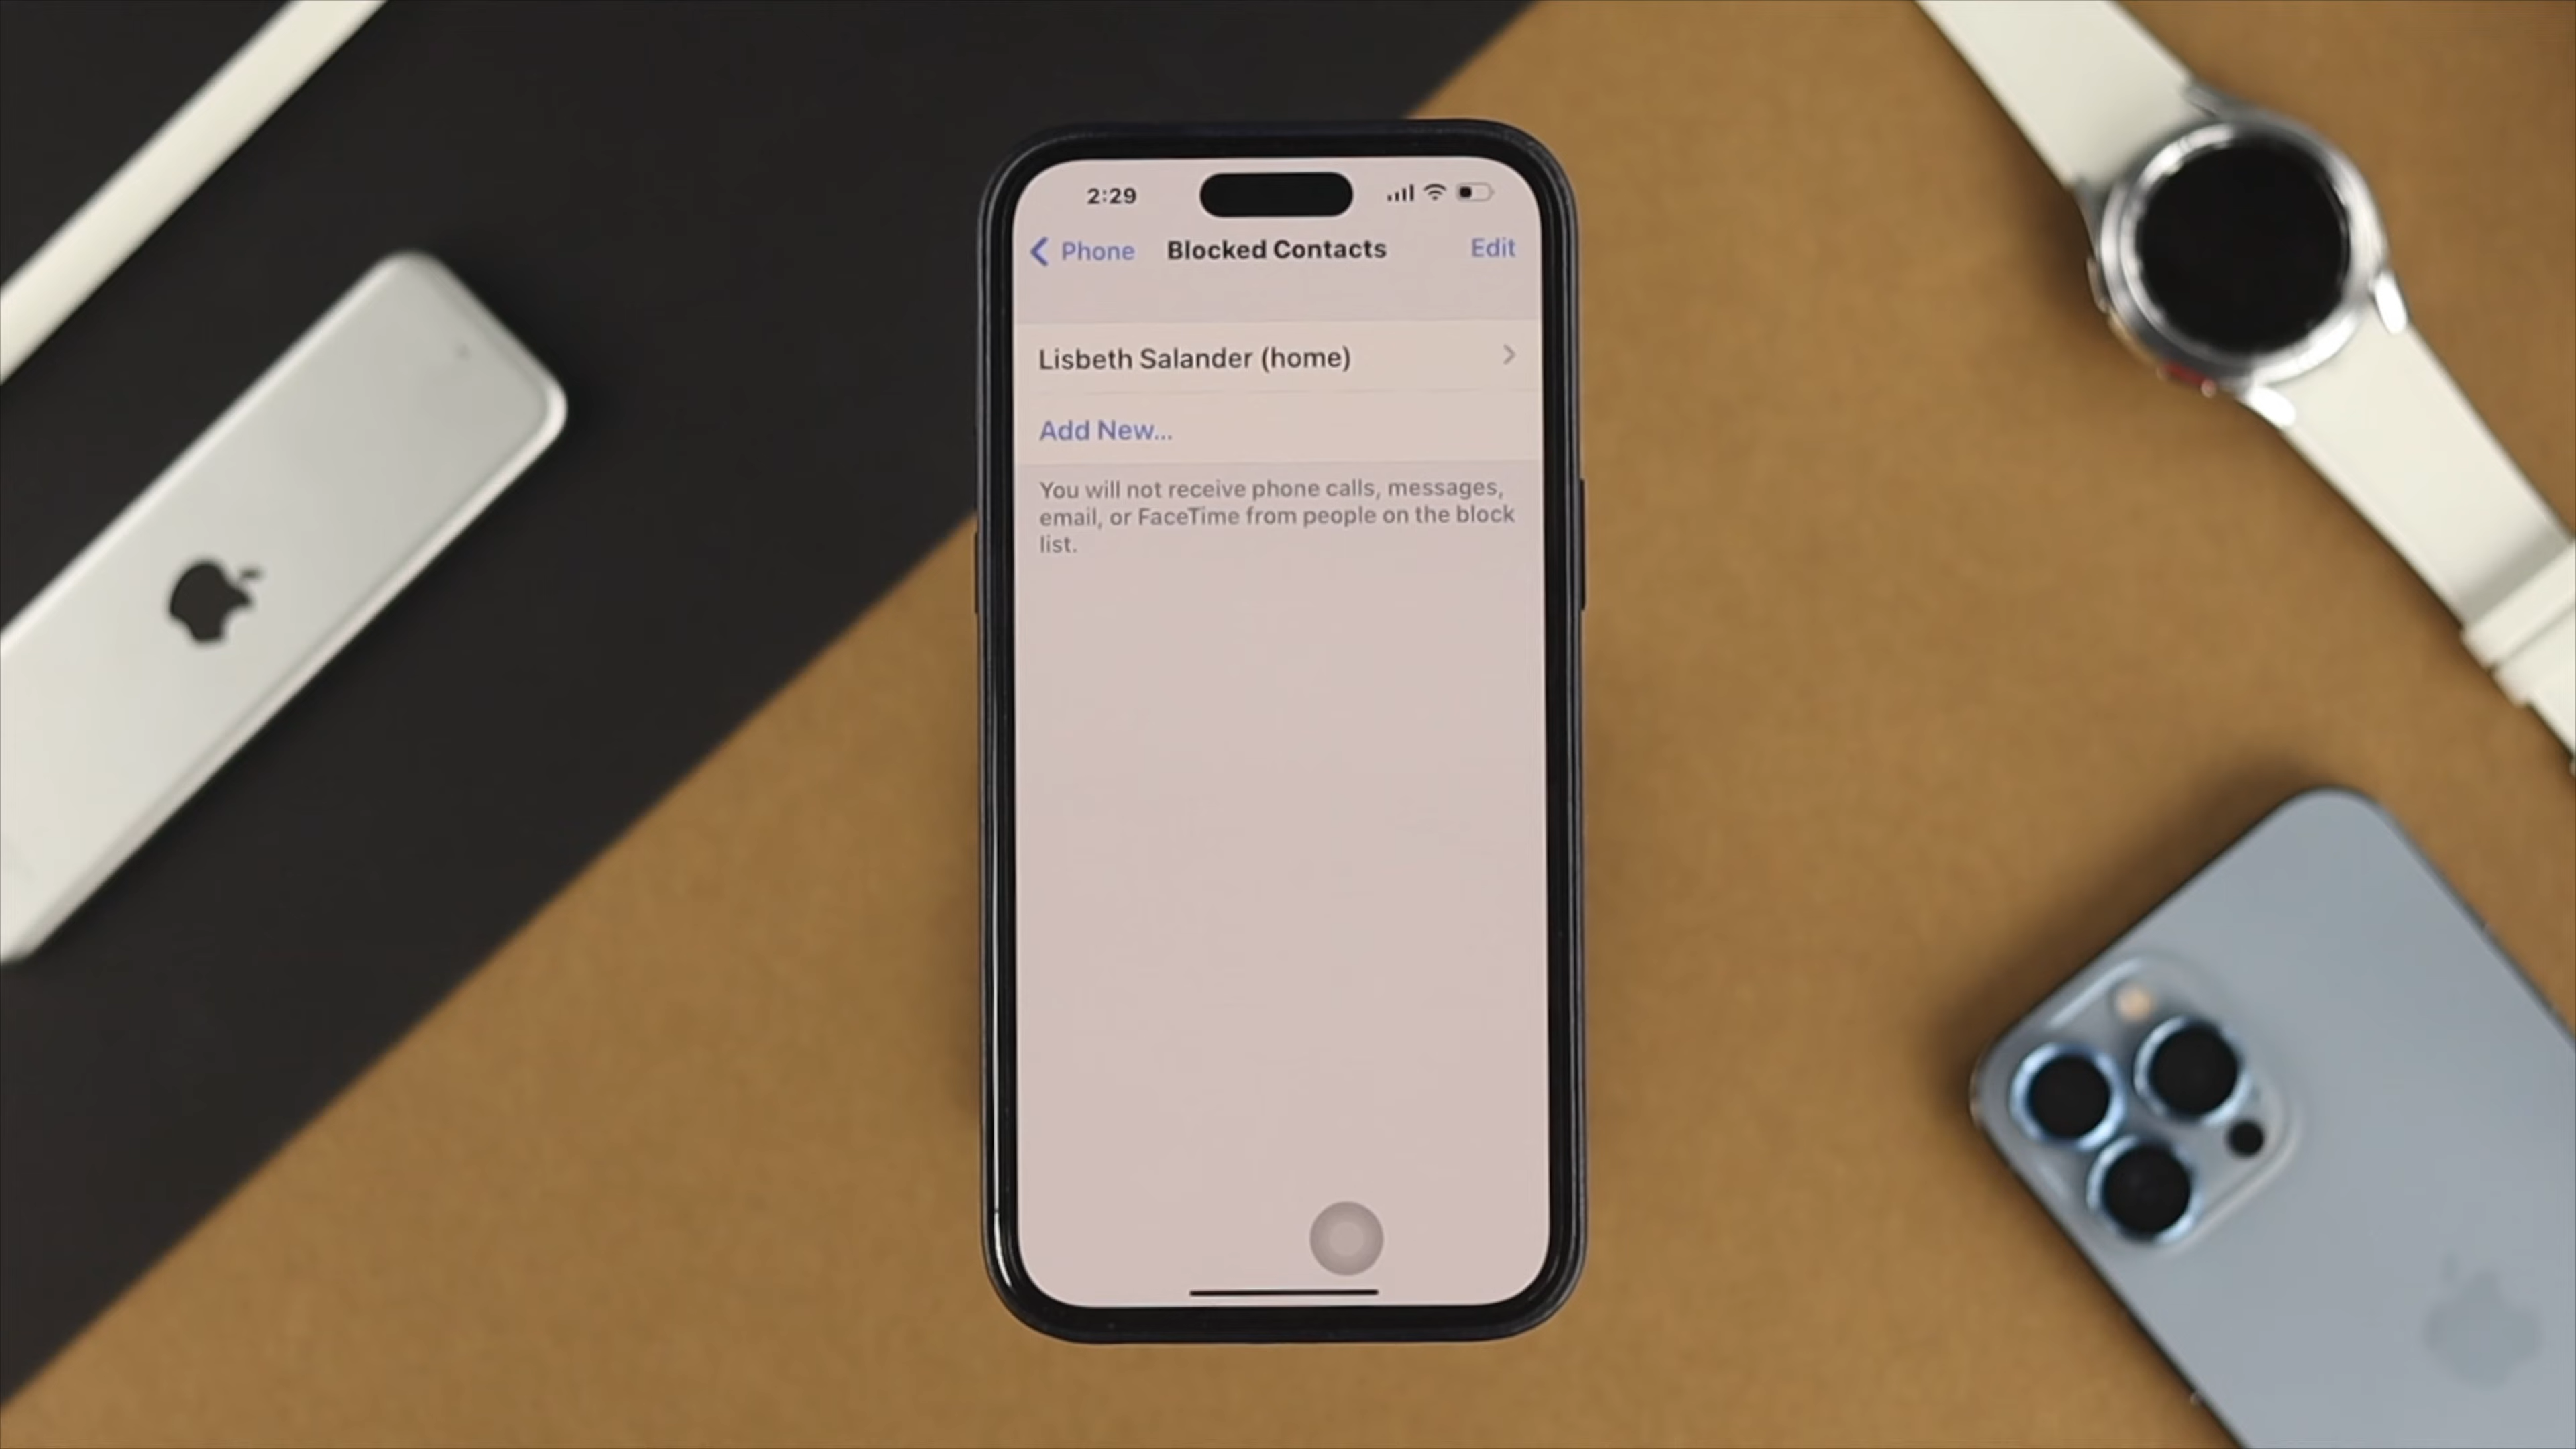 2:29
Phone Blocked Contacts Edit
Lisbeth Salander (home)
Add New...
You will not receive phone calls, messages,
email, or FaceTime from people on the block
list.